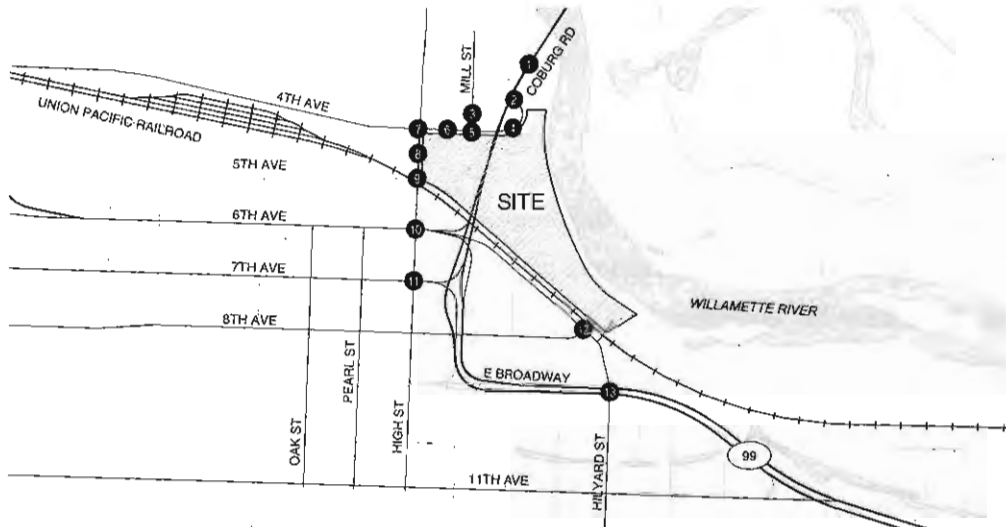 MILL ST
COBURG RD
1
2
3
4TH AVE
UNION PACIFIC RAILROAD
7
6
5
4
8
5TH AVE
9
SITE
6TH AVE
10
7TH AVE
11
WILLAMETTE RIVER
8TH AVE
12
E BROADWAY
13
OAK ST
PEARL ST
HIGH ST
HILYARD ST
99
11TH AVE